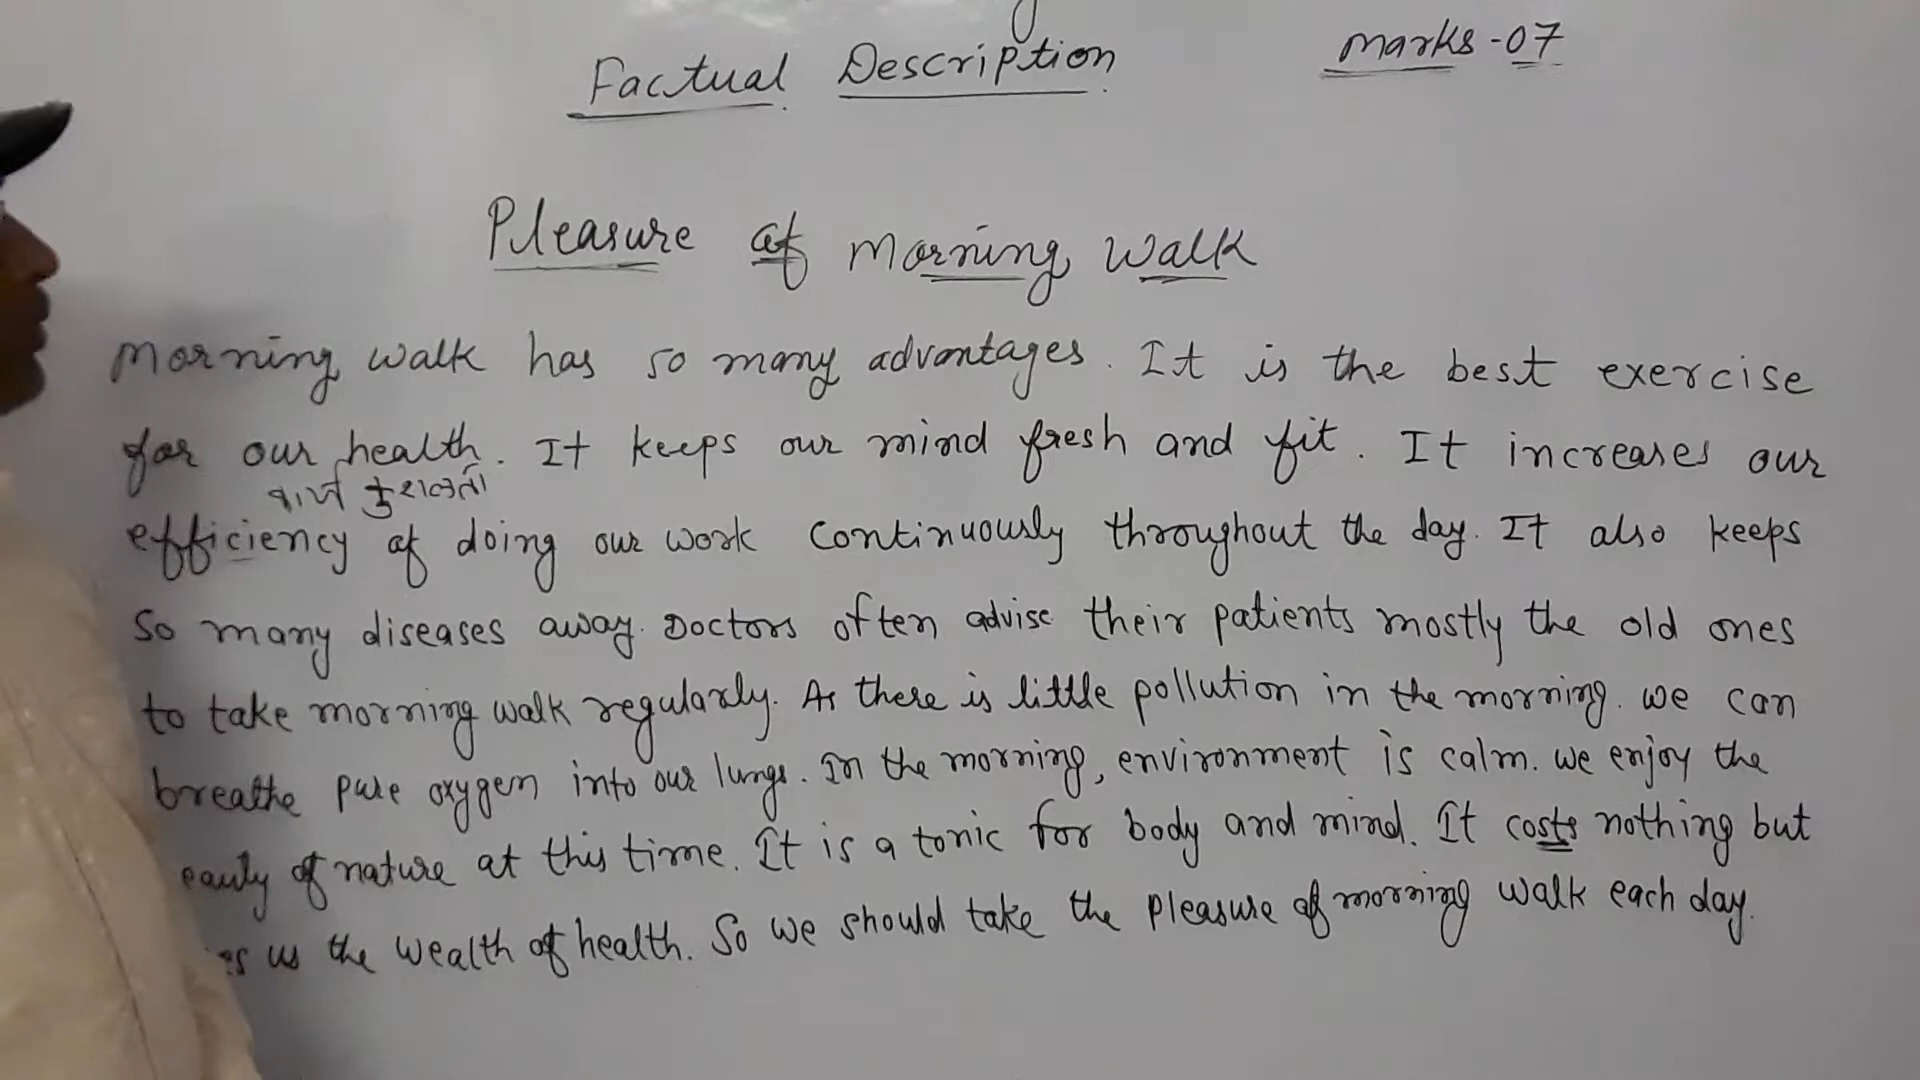 Factual Description
Marks-07
Pleasure of Morning Walk
Morning walk has so many advantages. It is the best exercise
for our health. It keeps our mind fresh and fit. It increases our
कार्य कुशलता
efficiency of doing our work continuously throughout the day. It also keeps
So many diseases away. Doctors often advise their patients mostly the old ones
to take morning walk regularly. As there is little pollution in the morning. we can
breathe pure oxygen into our lungs. In the morning, environment is calm. we enjoy the
of nature at this time. It is a tonic for body and mind. It costs nothing but
us the wealth of health. So we should take the pleasure of morning walk each day.